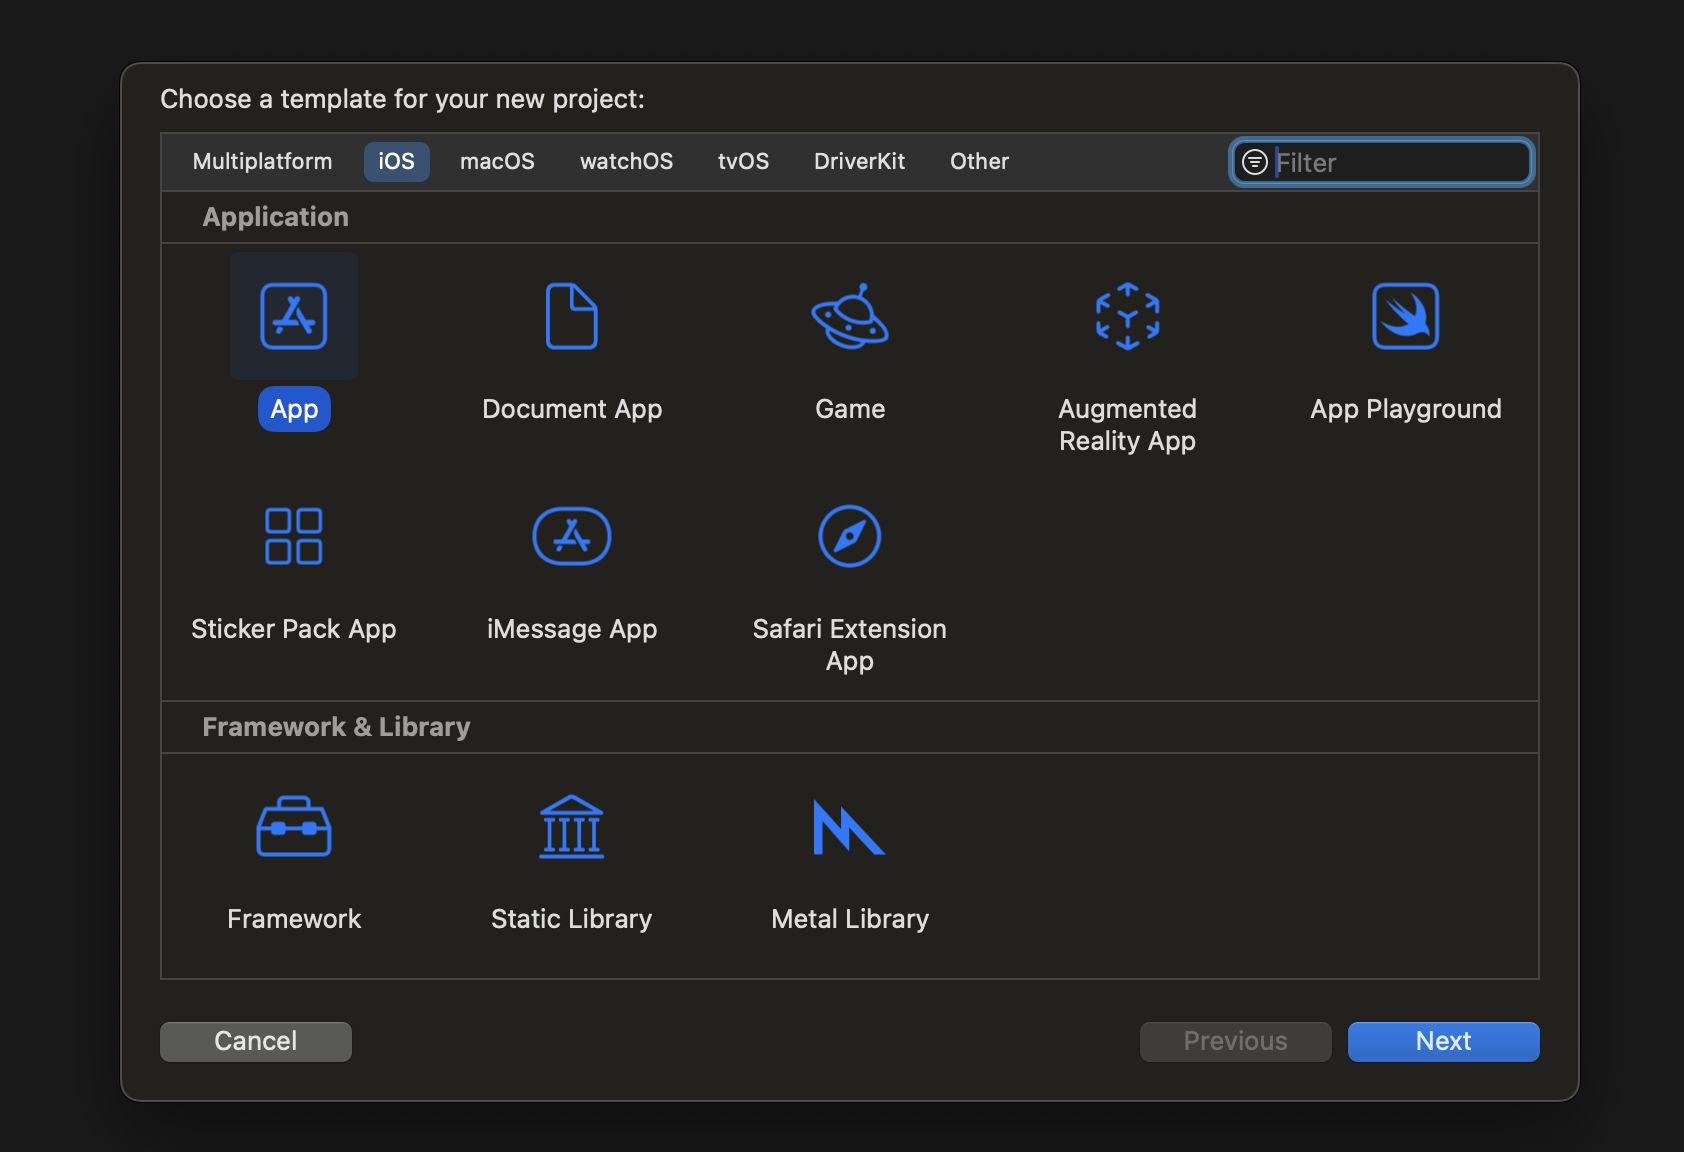 Choose a template for your new project:
Multiplatform iOS macOS watchOS tvOS DriverKit Other Filter
Application
App Document App Game Augmented Reality App App Playground
Sticker Pack App iMessage App Safari Extension App
Framework & Library
Framework Static Library Metal Library
Cancel Previous Next